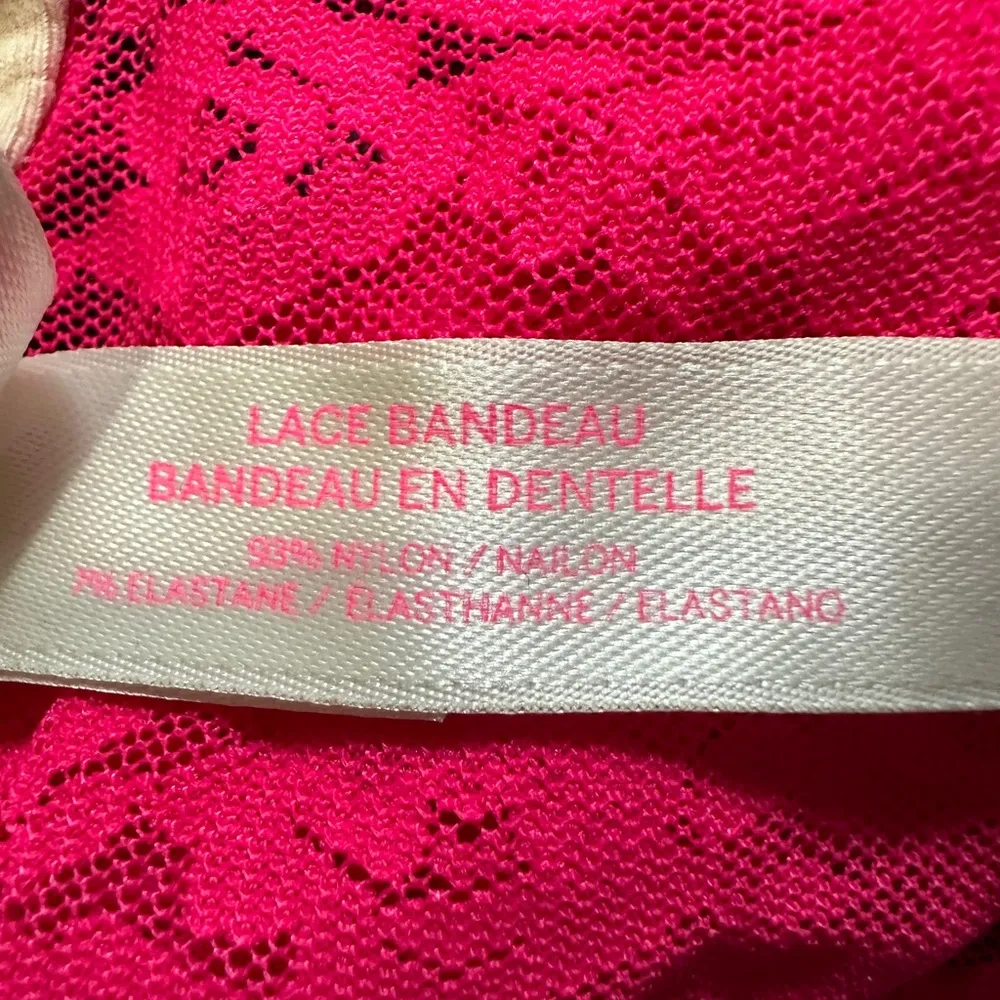 LACE BANDEAU
BANDEAU EN DENTELLE
93% NYLON / NAILON
7% ELASTANE / ÉLASTHANNE / ELASTANO